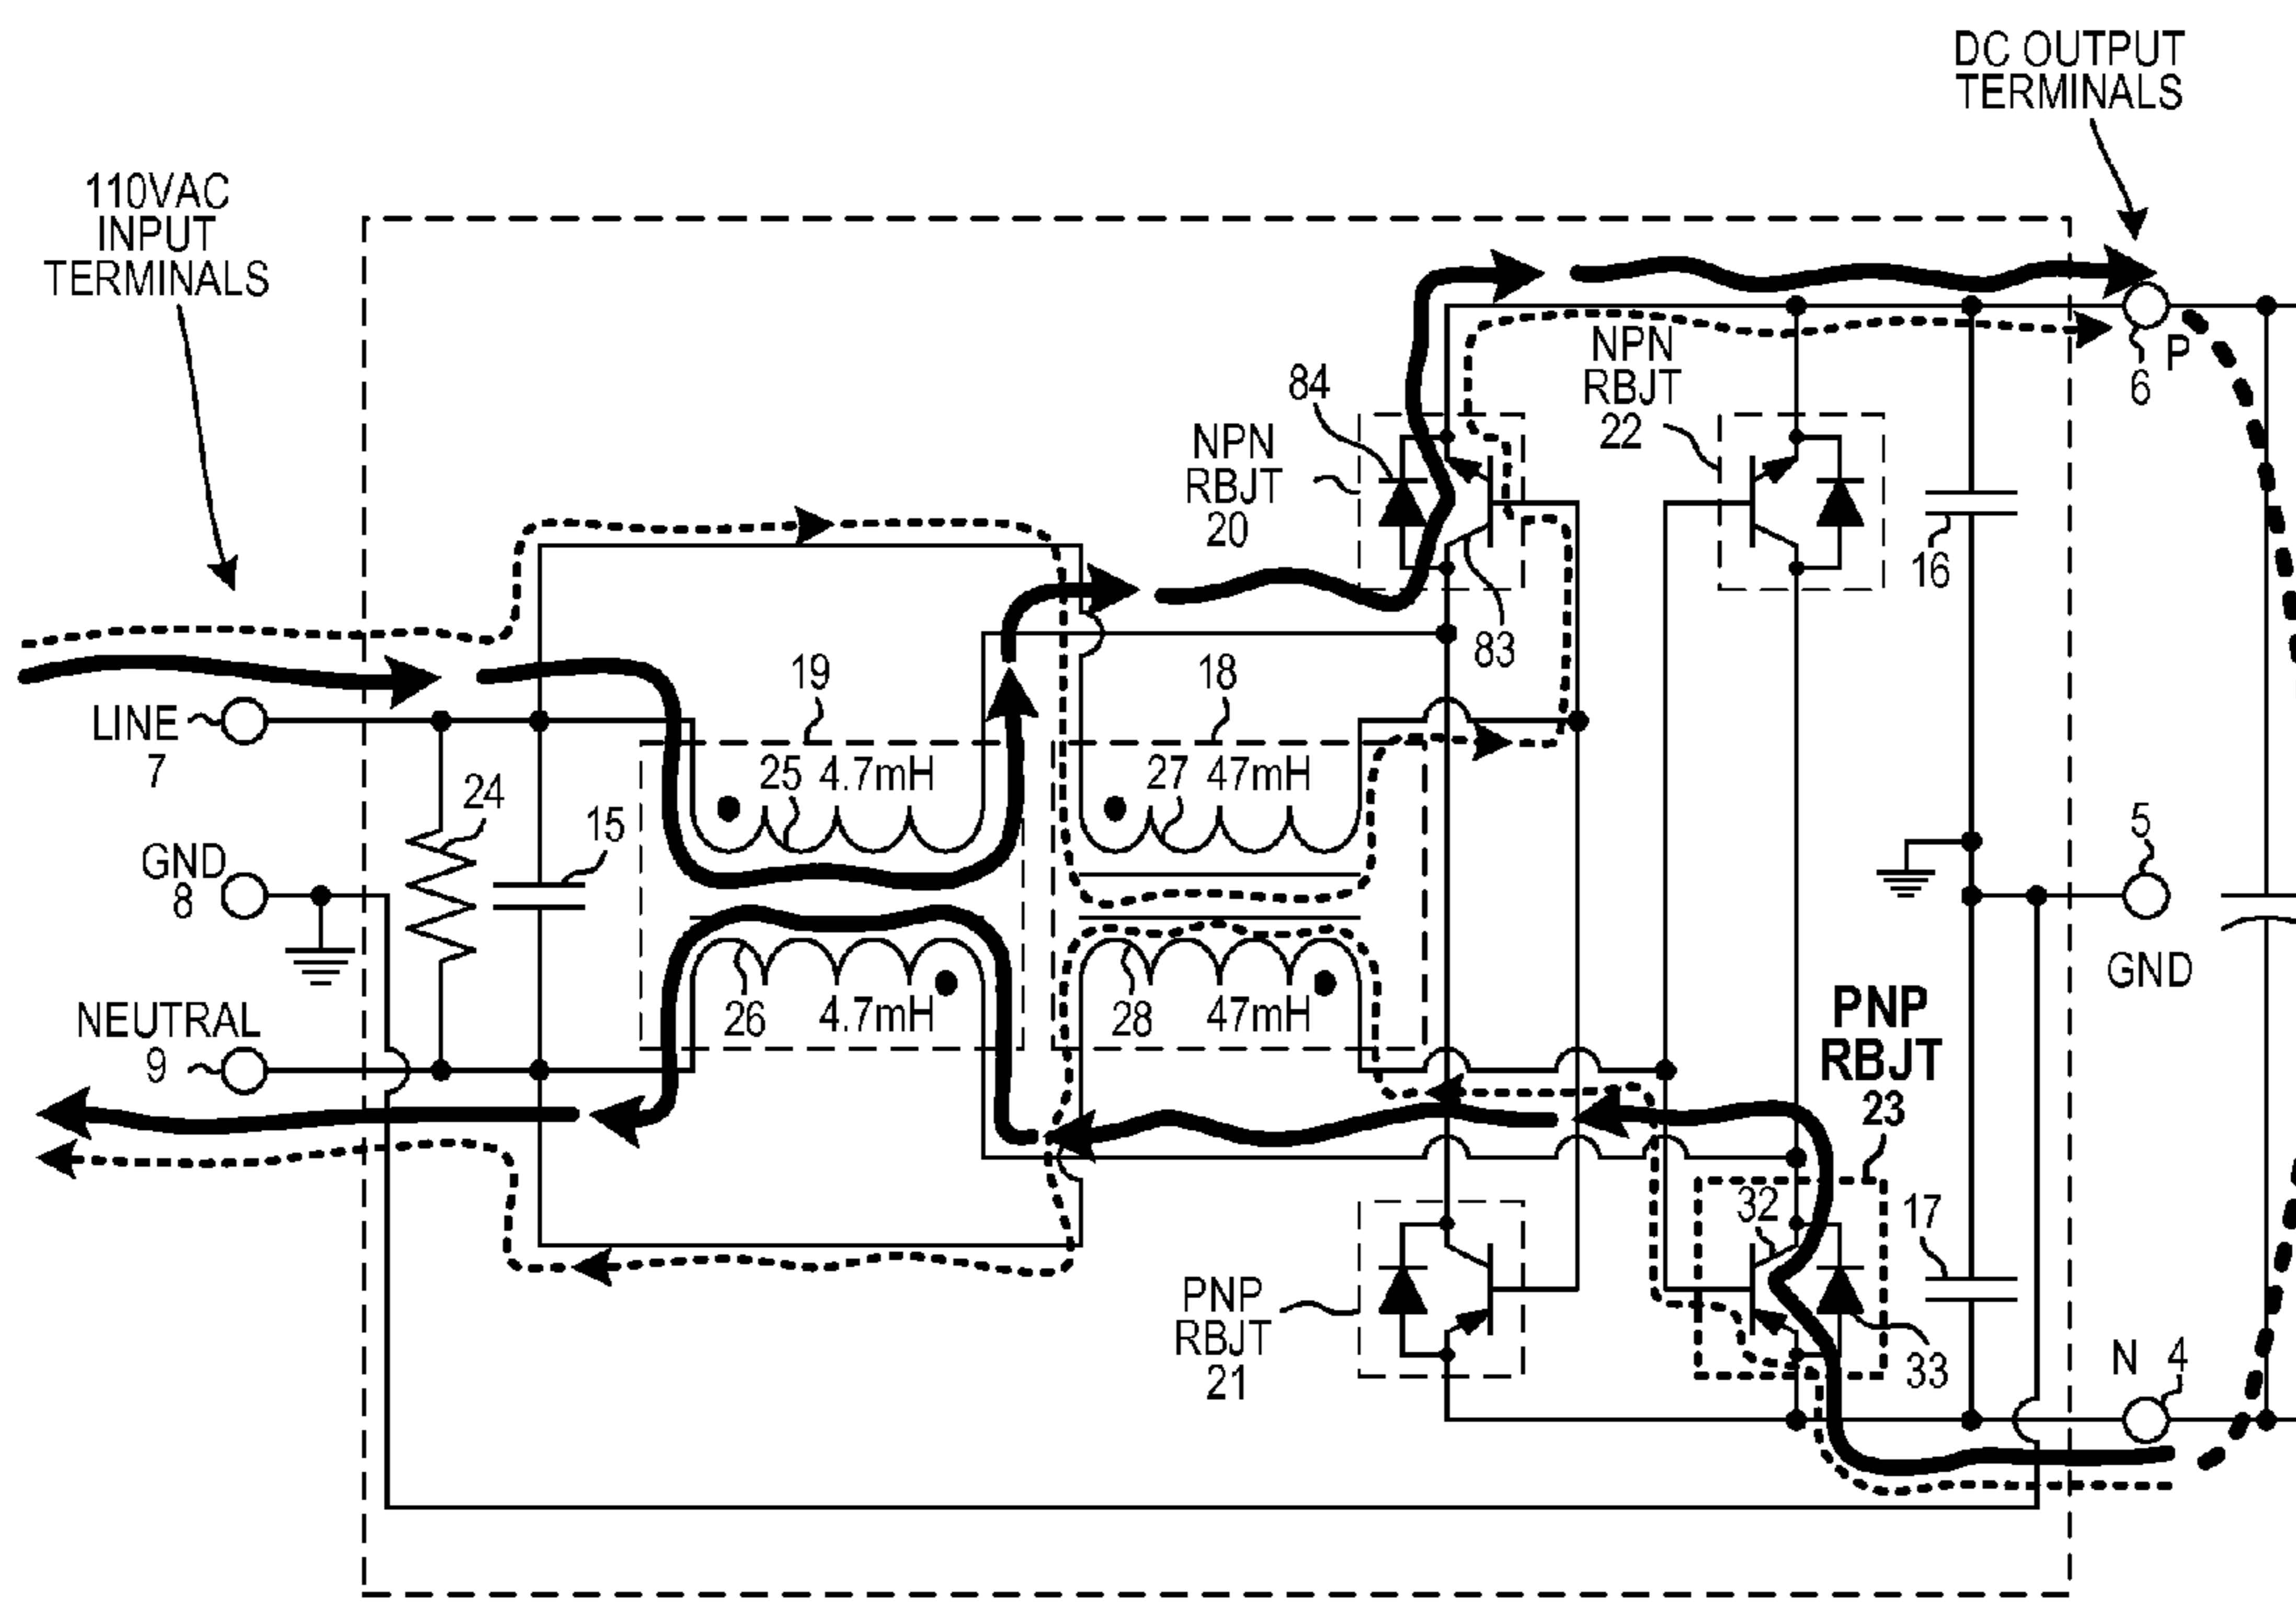 DC OUTPUT
TERMINALS
110VAC
INPUT
TERMINALS
P
6
NPN
RBJT
22
84
NPN
RBJT
20
16
83
19
18
LINE
7
25 4.7mH
27 47mH
24
15
GND
8
5
GND
26 4.7mH
28 47mH
NEUTRAL
9
PNP
RBJT
23
32
17
PNP
RBJT
21
33
N 4